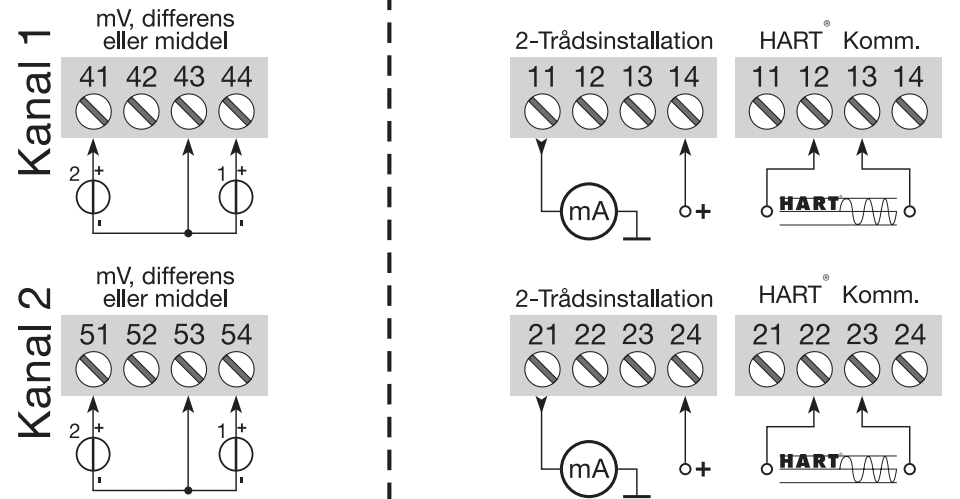 Kanal 1
mV, differens
eller middel
41 42 43 44
2 + -
1 + -
2-Trådsinstallation
11 12 13 14
mA
+
HART® Komm.
11 12 13 14
HART®
Kanal 2
mV, differens
eller middel
51 52 53 54
2 + -
1 + -
2-Trådsinstallation
21 22 23 24
mA
+
HART® Komm.
21 22 23 24
HART®